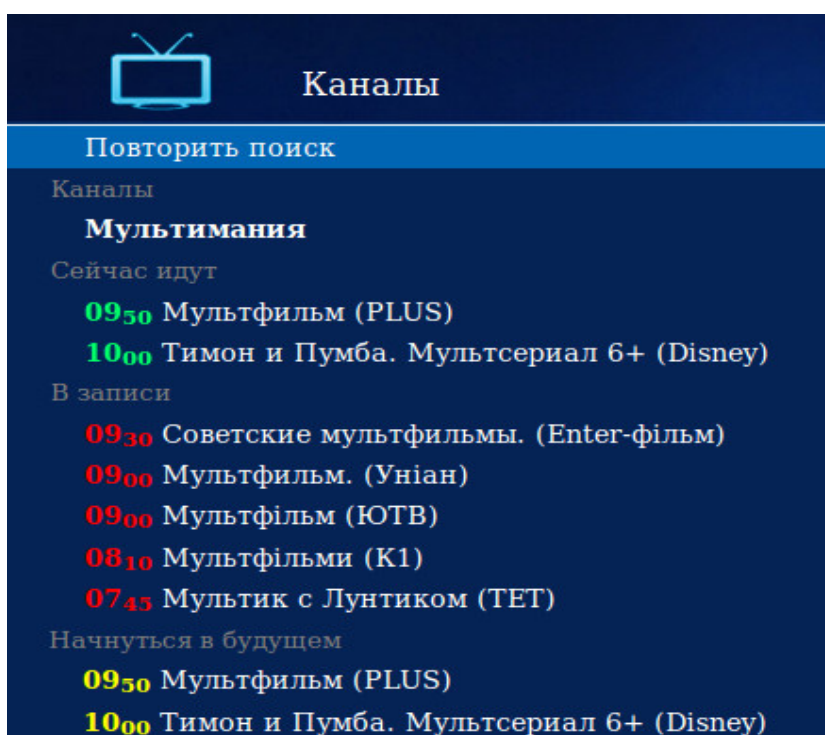 Каналы
Повторить поиск
Каналы
Мультимания
Сейчас идут
0950 Мультфильм (PLUS)
1000 Тимон и Пумба. Мультсериал 6+ (Disney)
В записи
0930 Советские мультфильмы. (Enter-фільм)
0900 Мультфильм. (Уніан)
0900 Мультфільм (ЮТВ)
0810 Мультфільми (К1)
0745 Мультик с Лунтиком (ТЕТ)
Начнуться в будущем
0950 Мультфильм (PLUS)
1000 Тимон и Пумба. Мультсериал 6+ (Disney)